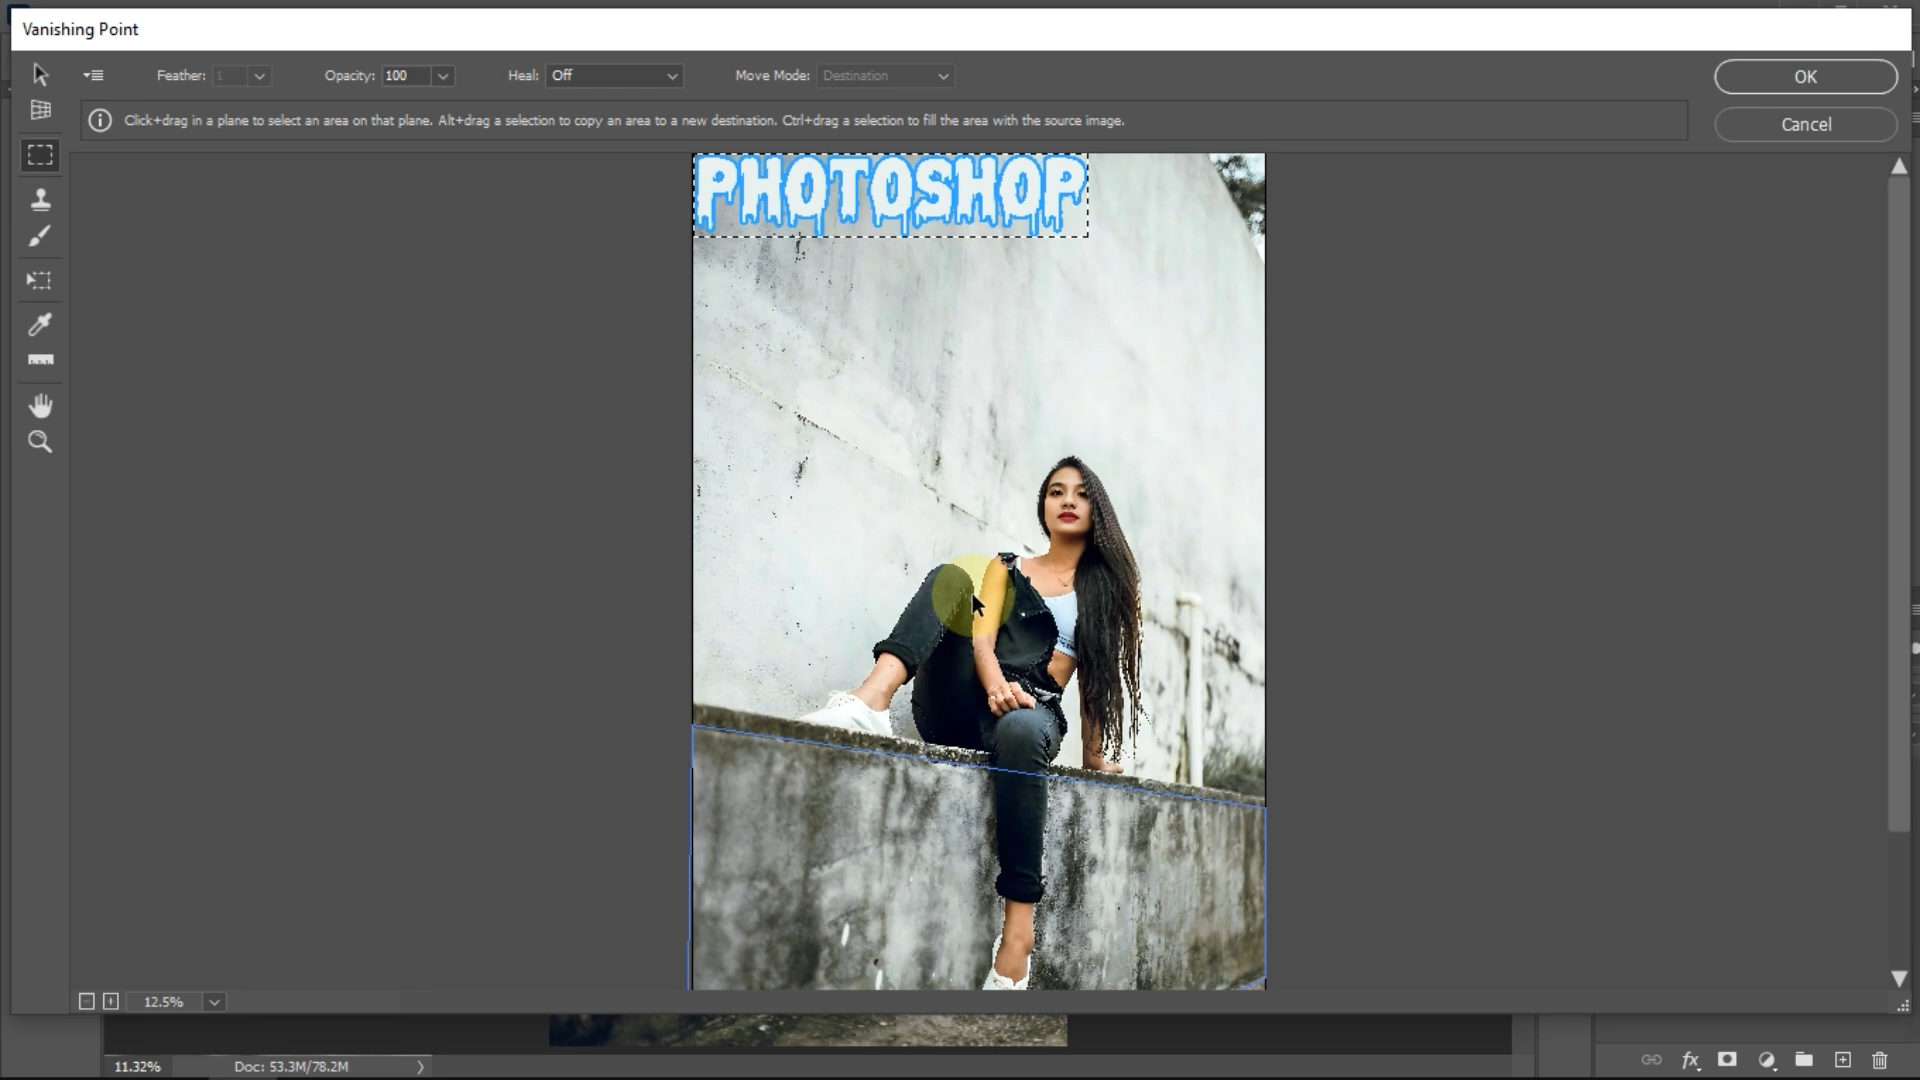 Vanishing Point
Feather: 1 Opacity: 100 Heal: Off Move Mode: Destination OK
Click+drag in a plane to select an area on that plane. Alt+drag a selection to copy an area to a new destination. Ctrl+drag a selection to fill the area with the source image.
Cancel
PHOTOSHOP
12.5%
11.32% Doc: 53.3M/78.2M
fx